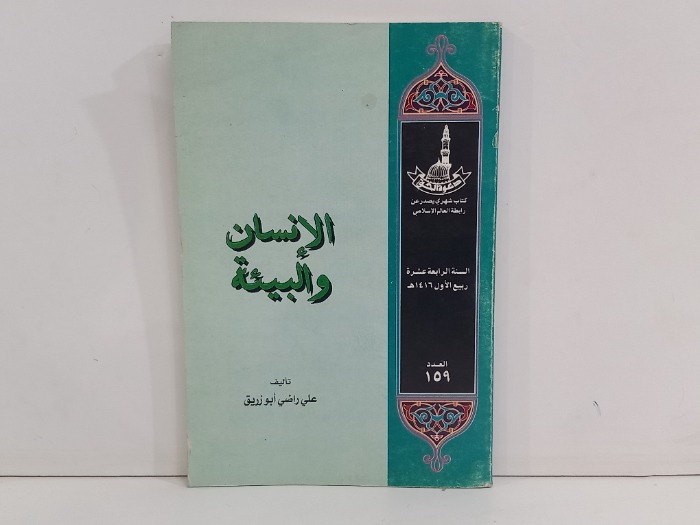 دعوة الحق
كتاب شهري يصدر عن
رابطة العالم الاسلامي
السنة الرابعة عشرة
ربيع الأول ١٤١٦هـ
العدد
١٥٩
الإنسان
والبيئة
تأليف
علي راضي أبو زريق